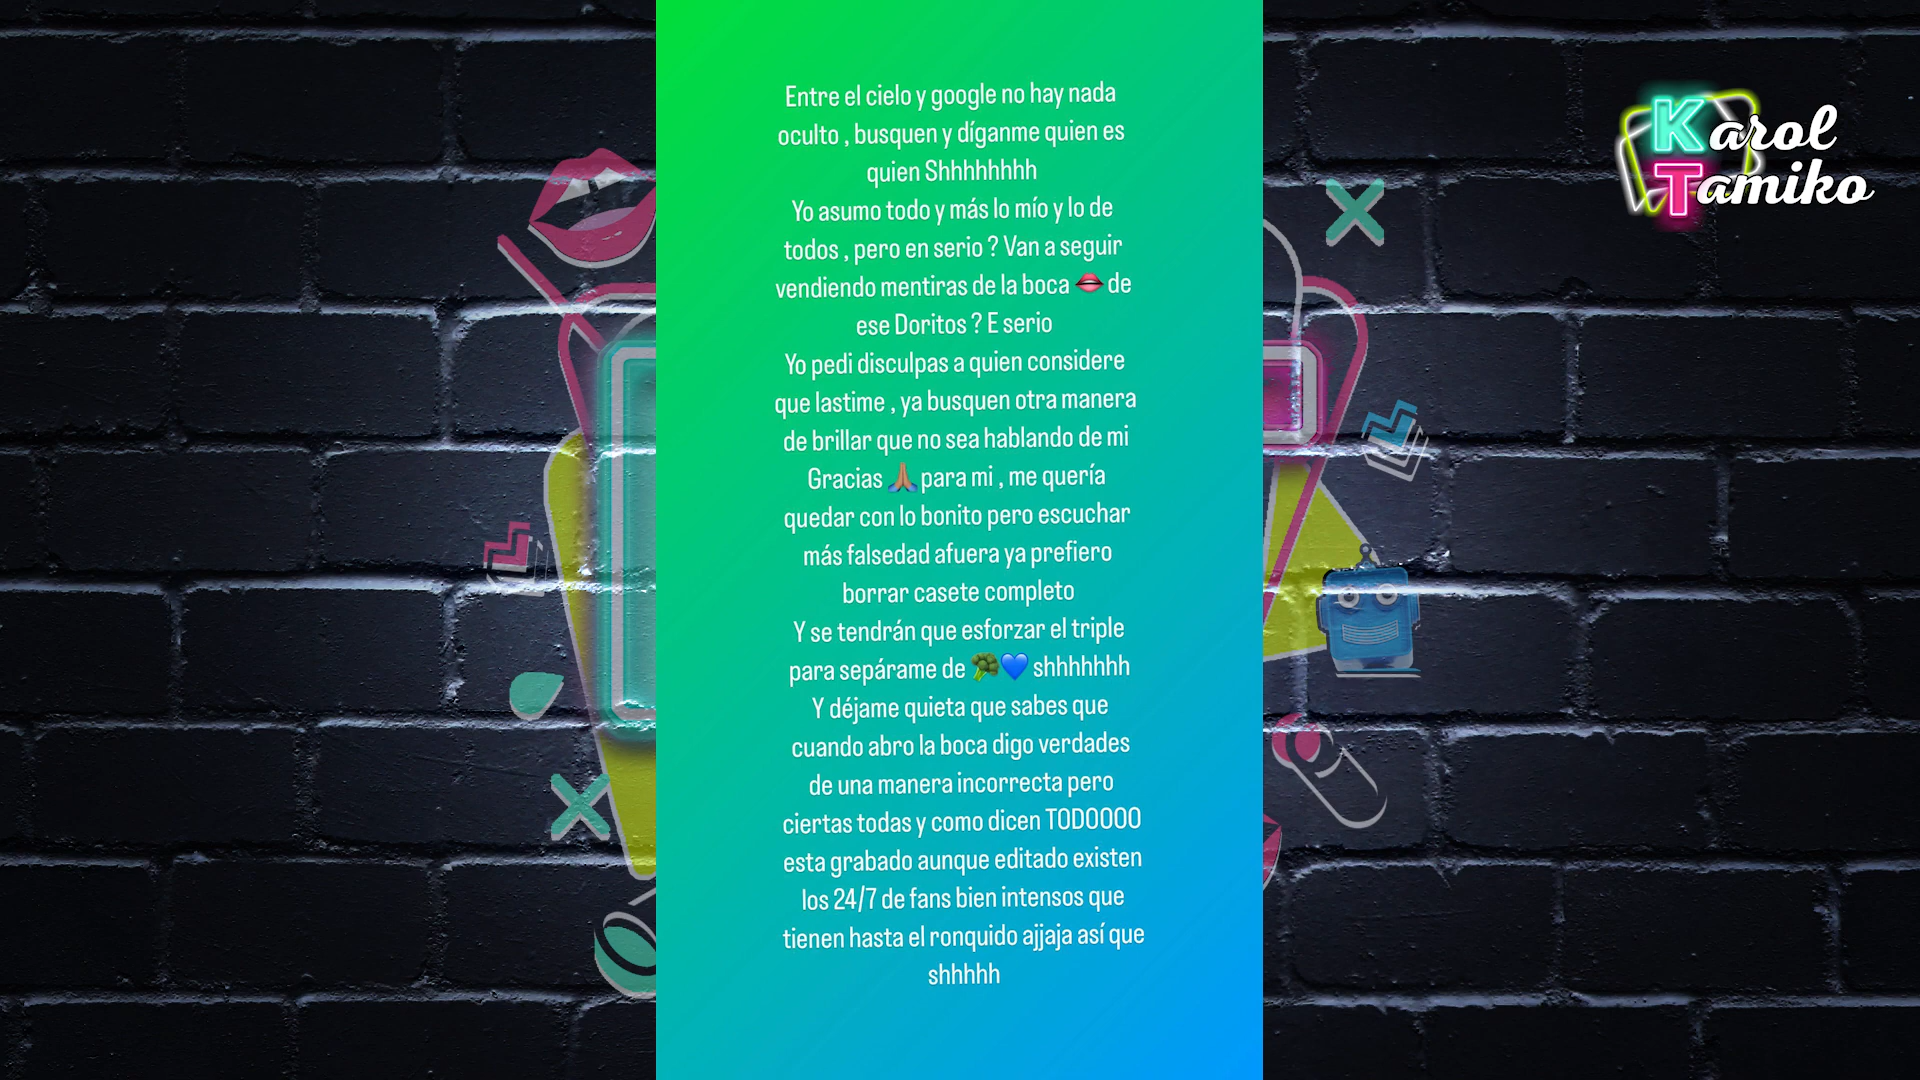 Entre el cielo y google no hay nada
oculto , busquen y díganme quien es
quien Shhhhhhhh
Yo asumo todo y más lo mío y lo de
todos , pero en serio ? Van a seguir
vendiendo mentiras de la boca 🫦 de
ese Doritos ? E serio
Yo pedi disculpas a quien considere
que lastime , ya busquen otra manera
de brillar que no sea hablando de mi
Gracias 🙏🏽 para mi , me quería
quedar con lo bonito pero escuchar
más falsedad afuera ya prefiero
borrar casete completo
Y se tendrán que esforzar el triple
para sepárame de 🥦💙 shhhhhhh
Y déjame quieta que sabes que
cuando abro la boca digo verdades
de una manera incorrecta pero
ciertas todas y como dicen TODOOOO
esta grabado aunque editado existen
los 24/7 de fans bien intensos que
tienen hasta el ronquido ajjaja así que
shhhhh
Karol
Tamiko